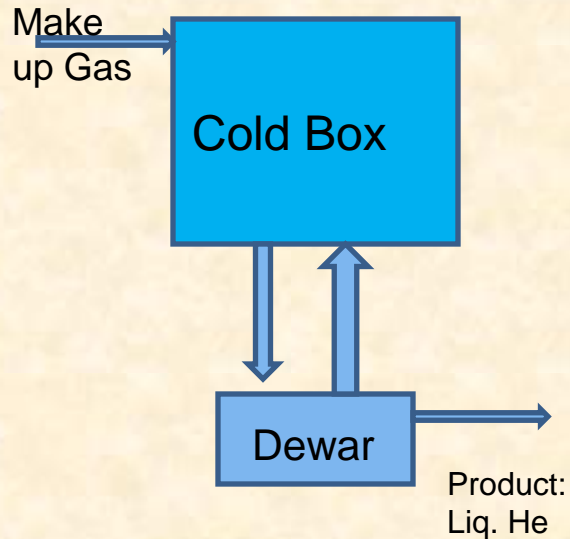 Make
up Gas
Cold Box
Dewar
Product:
Liq. He